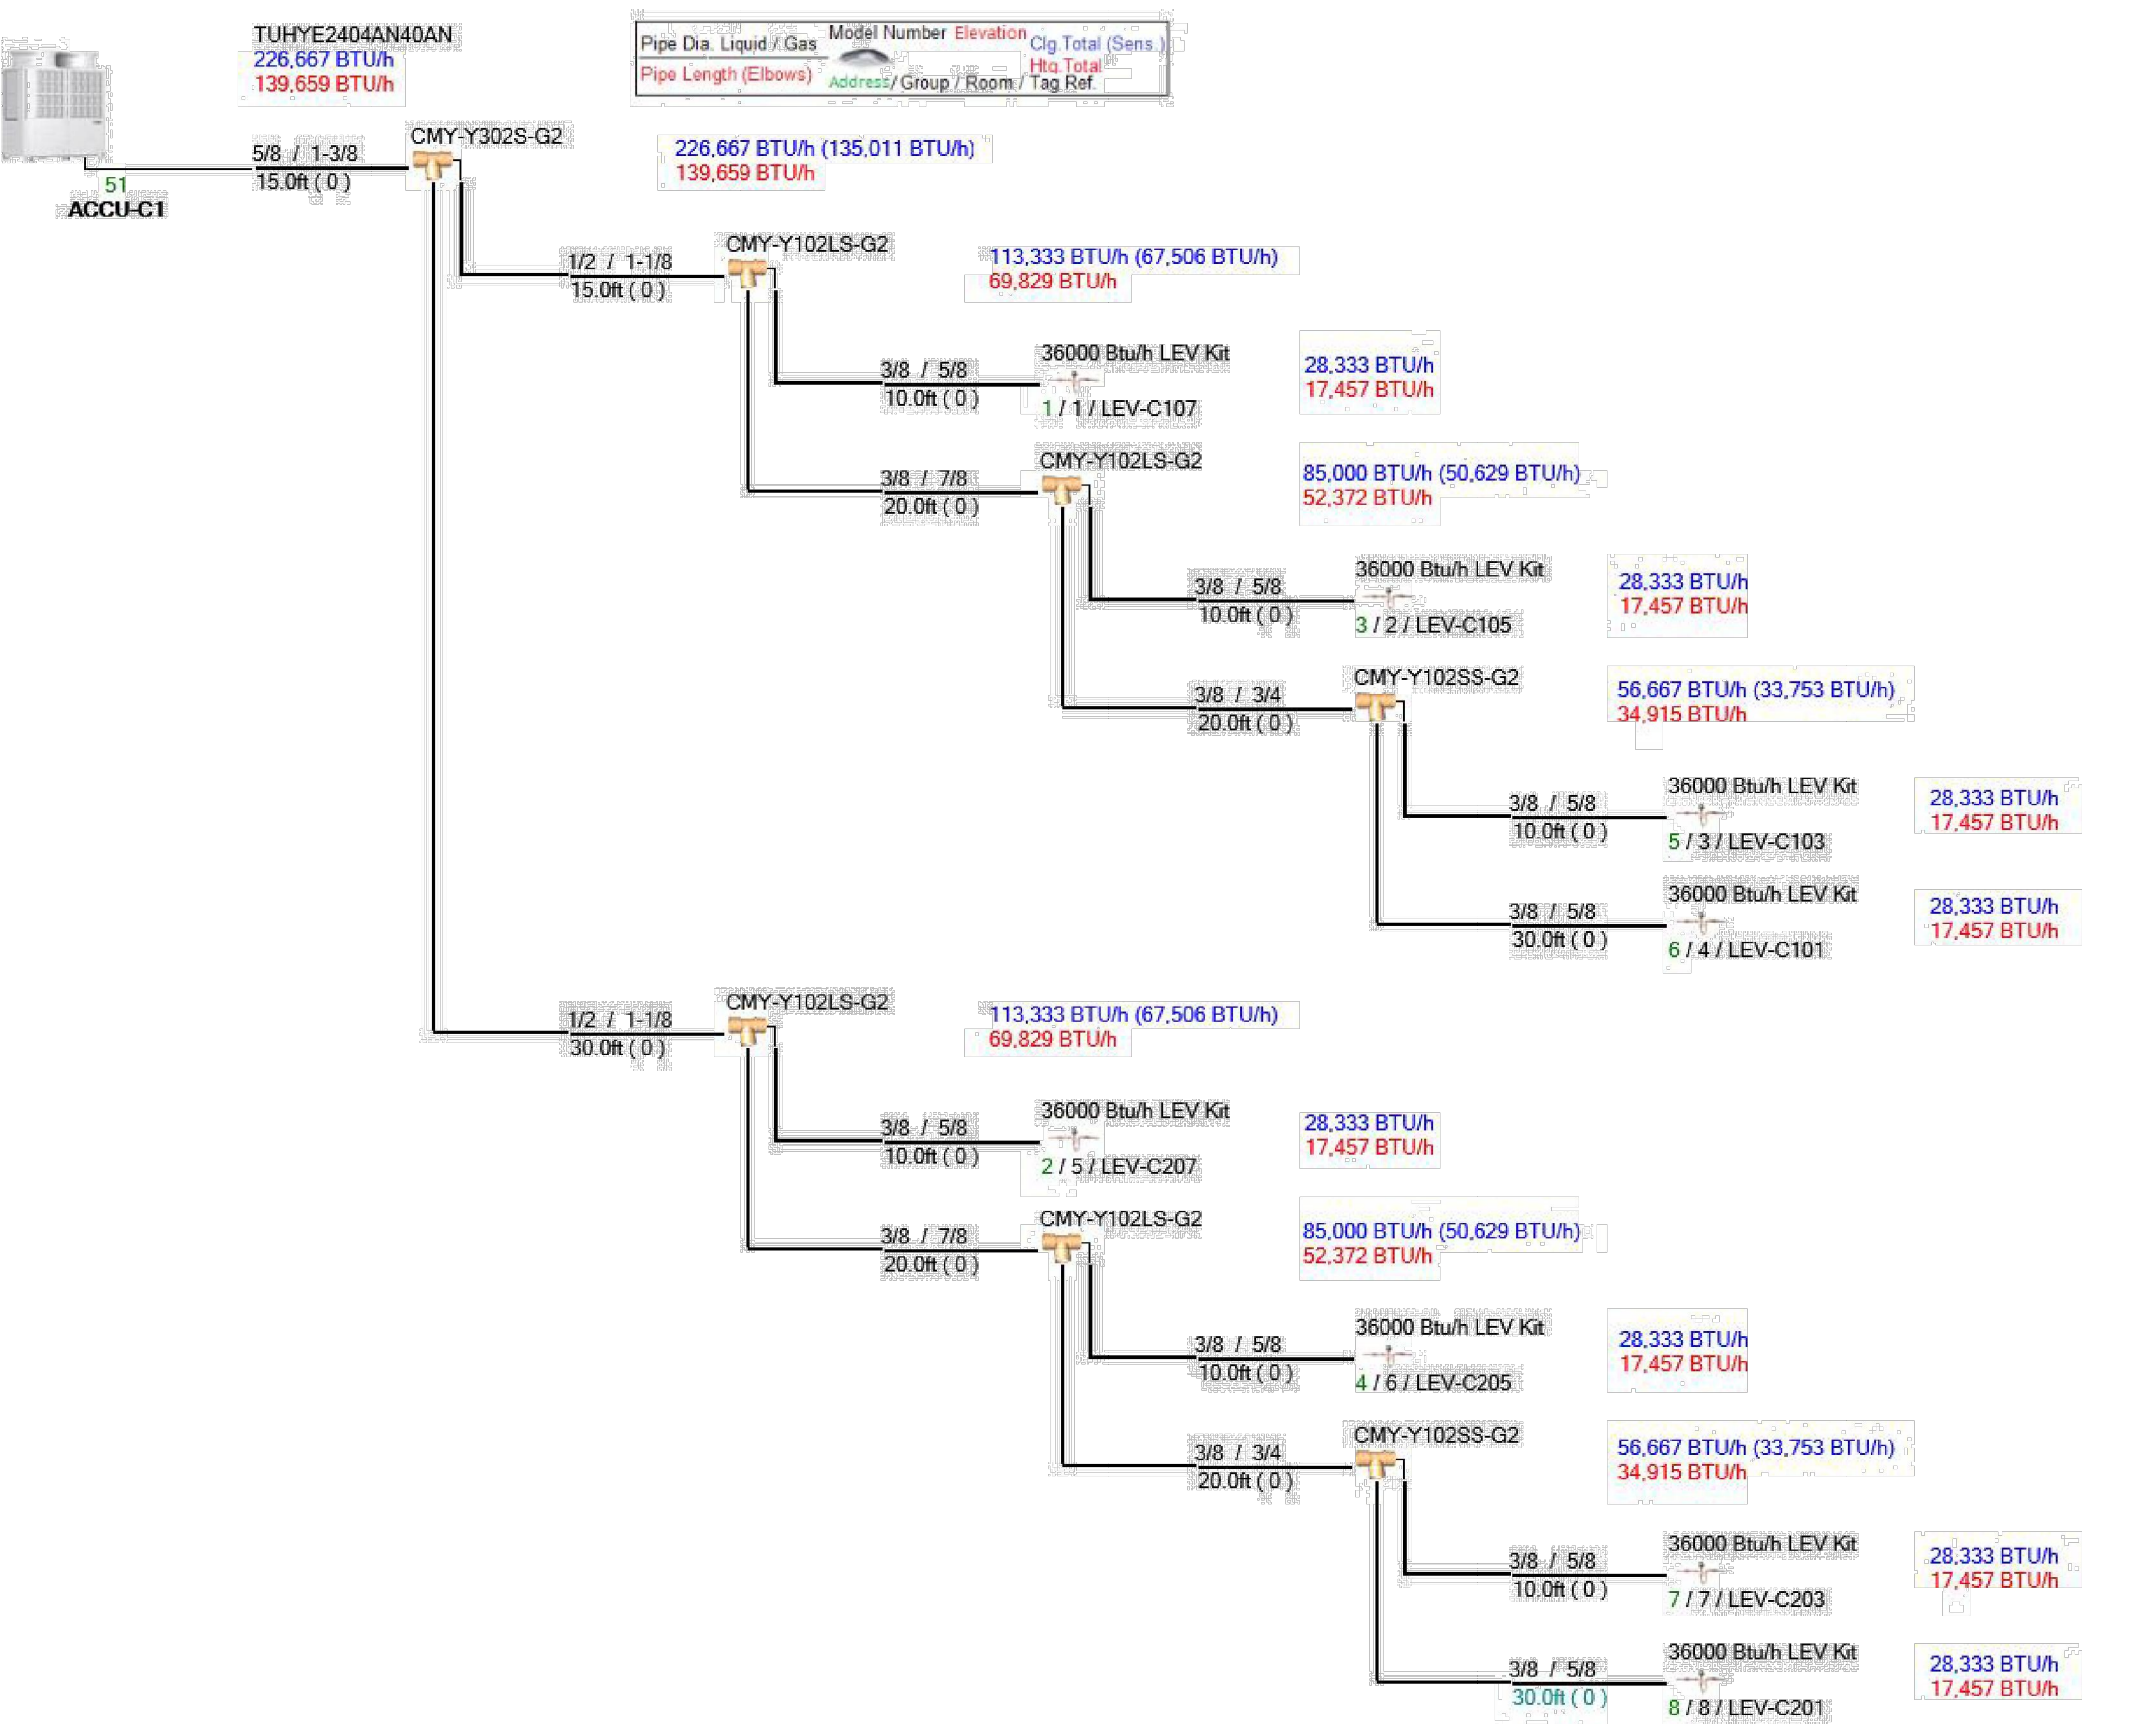 TUHYE2404AN40AN
226,667 BTU/h
139,659 BTU/h
Pipe Dia. Liquid / Gas
Pipe Length (Elbows)
Model Number Elevation
Clg.Total (Sens.)
Htg.Total
Address/ Group / Room / Tag Ref.
CMY-Y302S-G2
226,667 BTU/h (135,011 BTU/h)
139,659 BTU/h
5/8 / 1-3/8
15.0ft ( 0 )
51
ACCU-C1
CMY-Y102LS-G2
113,333 BTU/h (67,506 BTU/h)
69,829 BTU/h
1/2 / 1-1/8
15.0ft ( 0 )
36000 Btu/h LEV Kit
28,333 BTU/h
17,457 BTU/h
3/8 / 5/8
10.0ft ( 0 )
1 / 1 / LEV-C107
CMY-Y102LS-G2
85,000 BTU/h (50,629 BTU/h)
52,372 BTU/h
3/8 / 7/8
20.0ft ( 0 )
36000 Btu/h LEV Kit
28,333 BTU/h
17,457 BTU/h
3/8 / 5/8
10.0ft ( 0 )
3 / 2 / LEV-C105
CMY-Y102SS-G2
56,667 BTU/h (33,753 BTU/h)
34,915 BTU/h
3/8 / 3/4
20.0ft ( 0 )
36000 Btu/h LEV Kit
28,333 BTU/h
17,457 BTU/h
3/8 / 5/8
10.0ft ( 0 )
5 / 3 / LEV-C103
36000 Btu/h LEV Kit
28,333 BTU/h
17,457 BTU/h
3/8 / 5/8
30.0ft ( 0 )
6 / 4 / LEV-C101
CMY-Y102LS-G2
113,333 BTU/h (67,506 BTU/h)
69,829 BTU/h
1/2 / 1-1/8
30.0ft ( 0 )
36000 Btu/h LEV Kit
28,333 BTU/h
17,457 BTU/h
3/8 / 5/8
10.0ft ( 0 )
2 / 5 / LEV-C207
CMY-Y102LS-G2
85,000 BTU/h (50,629 BTU/h)
52,372 BTU/h
3/8 / 7/8
20.0ft ( 0 )
36000 Btu/h LEV Kit
28,333 BTU/h
17,457 BTU/h
3/8 / 5/8
10.0ft ( 0 )
4 / 6 / LEV-C205
CMY-Y102SS-G2
56,667 BTU/h (33,753 BTU/h)
34,915 BTU/h
3/8 / 3/4
20.0ft ( 0 )
36000 Btu/h LEV Kit
28,333 BTU/h
17,457 BTU/h
3/8 / 5/8
10.0ft ( 0 )
7 / 7 / LEV-C203
36000 Btu/h LEV Kit
28,333 BTU/h
17,457 BTU/h
3/8 / 5/8
30.0ft ( 0 )
8 / 8 / LEV-C201